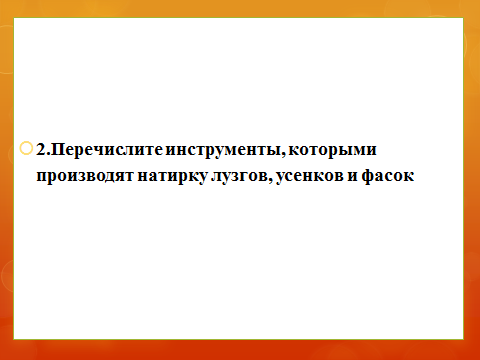 2.Перечислите инструменты, которыми
производят натирку лузгов, усенков и фасок